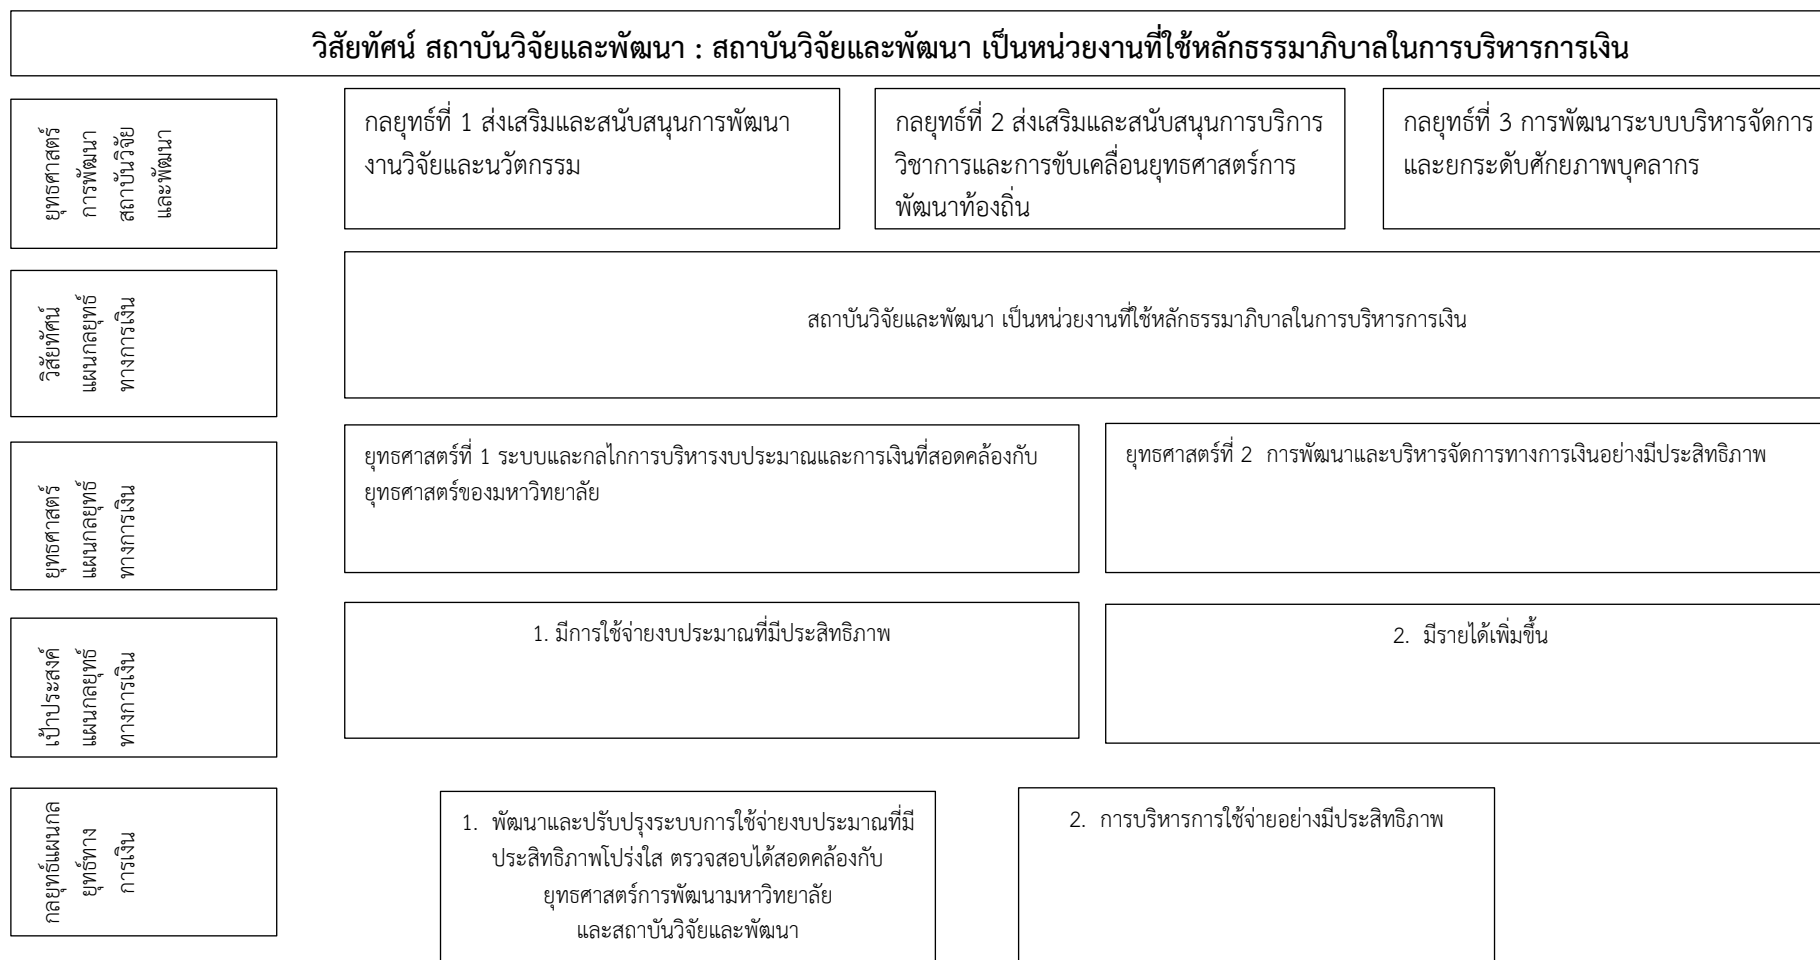 วิสัยทัศน์ สถาบันวิจัยและพัฒนา : สถาบันวิจัยและพัฒนา เป็นหน่วยงานที่ใช้หลักธรรมาภิบาลในการบริหารการเงิน
ยุทธศาสตร์
การพัฒนา
สถาบันวิจัย
และพัฒนา
กลยุทธ์ที่ 1 ส่งเสริมและสนับสนุนการพัฒนา
งานวิจัยและนวัตกรรม
กลยุทธ์ที่ 2 ส่งเสริมและสนับสนุนการบริการ
วิชาการและการขับเคลื่อนยุทธศาสตร์การ
พัฒนาท้องถิ่น
กลยุทธ์ที่ 3 การพัฒนาระบบบริหารจัดการ
และยกระดับศักยภาพบุคลากร
วิสัยทัศน์
แผนกลยุทธ์
ทางการเงิน
สถาบันวิจัยและพัฒนา เป็นหน่วยงานที่ใช้หลักธรรมาภิบาลในการบริหารการเงิน
ยุทธศาสตร์
แผนกลยุทธ์
ทางการเงิน
ยุทธศาสตร์ที่ 1 ระบบและกลไกการบริหารงบประมาณและการเงินที่สอดคล้องกับ
ยุทธศาสตร์ของมหาวิทยาลัย
ยุทธศาสตร์ที่ 2 การพัฒนาและบริหารจัดการทางการเงินอย่างมีประสิทธิภาพ
เป้าประสงค์
แผนกลยุทธ์
ทางการเงิน
1. มีการใช้จ่ายงบประมาณที่มีประสิทธิภาพ
2. มีรายได้เพิ่มขึ้น
กลยุทธ์แผนกล
ยุทธ์ทาง
การเงิน
1. พัฒนาและปรับปรุงระบบการใช้จ่ายงบประมาณที่มี
ประสิทธิภาพโปร่งใส ตรวจสอบได้สอดคล้องกับ
ยุทธศาสตร์การพัฒนามหาวิทยาลัย
และสถาบันวิจัยและพัฒนา
2. การบริหารการใช้จ่ายอย่างมีประสิทธิภาพ